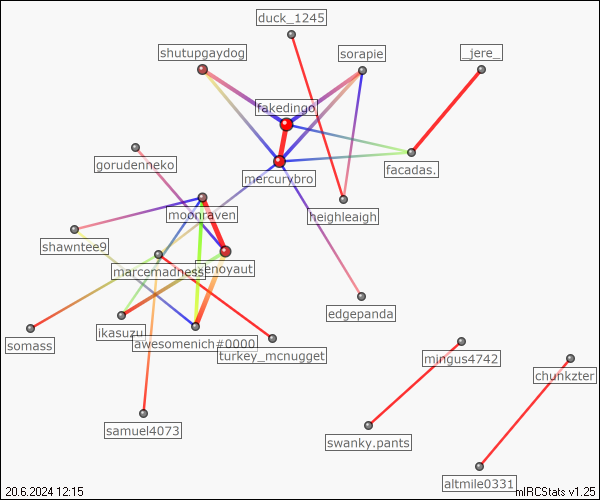 duck_1245
shutupgaydog
sorapie
_jere_
fakedingo
gorudenneko
facadas.
mercurybro
moonraven
heighleaigh
shawntee9
marcemadness
enoyaut
edgepanda
somass
ikasuzu
awesomenich#0000
turkey_mcnugget
mingus4742
chunkzter
samuel4073
swanky.pants
altmile0331
20.6.2024 12:15
mIRCStats v1.25